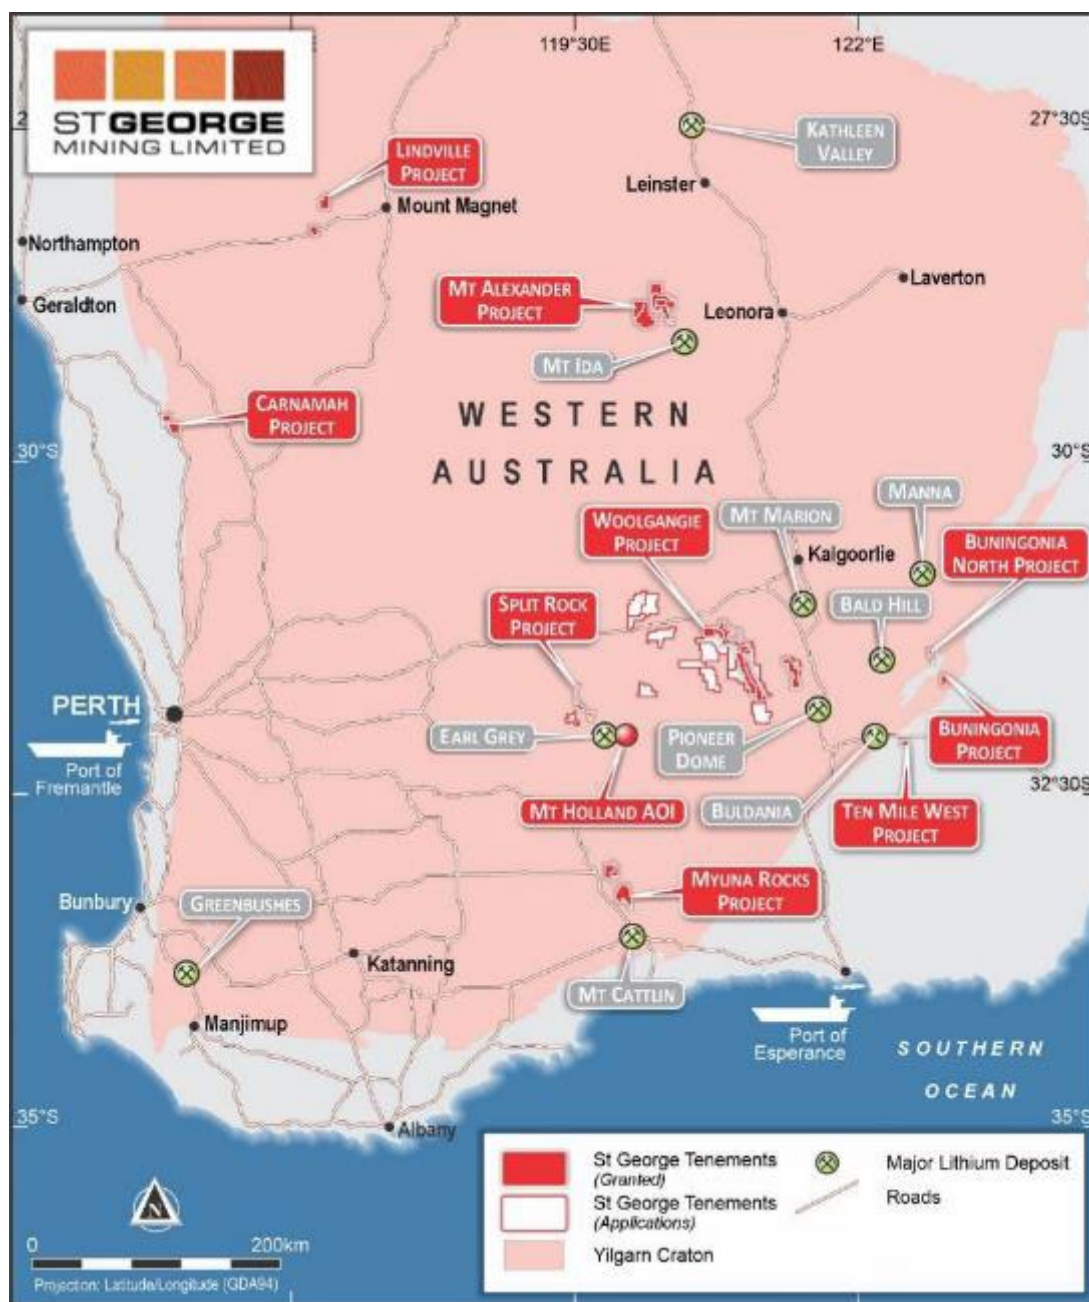 119°30E
122°E
STGEORGE
MINING LIMITED
27°30S
KATHLEEN
VALLEY
LINDVILLE
PROJECT
Leinster
Mount Magnet
Northampton
Laverton
MT ALEXANDER
PROJECT
Geraldton
Leonora
MT IDA
CARNAMAH
PROJECT
WESTERN
AUSTRALIA
30°S
30°S
MANNA
WOOLGANGIE
PROJECT
MT MARION
Kalgoorlie
BUNINGONIA
NORTH PROJECT
SPLIT ROCK
PROJECT
BALD HILL
PERTH
Port of
Fremantle
EARL GREY
PIONEER
DOME
BUNINGONIA
PROJECT
32°30S
MT HOLLAND AOI
BULDANIA
TEN MILE WEST
PROJECT
MYUNA ROCKS
PROJECT
Bunbury
GREENBUSHES
Katanning
MT CATTLIN
Manjimup
Port of
Esperance
SOUTHERN
OCEAN
35°S
35°S
Albany
N
0 200km
Projection: Latitude/Longitude (GDA94)
St George Tenements
(Granted)
St George Tenements
(Applications)
Yilgarn Craton
Major Lithium Deposit
Roads